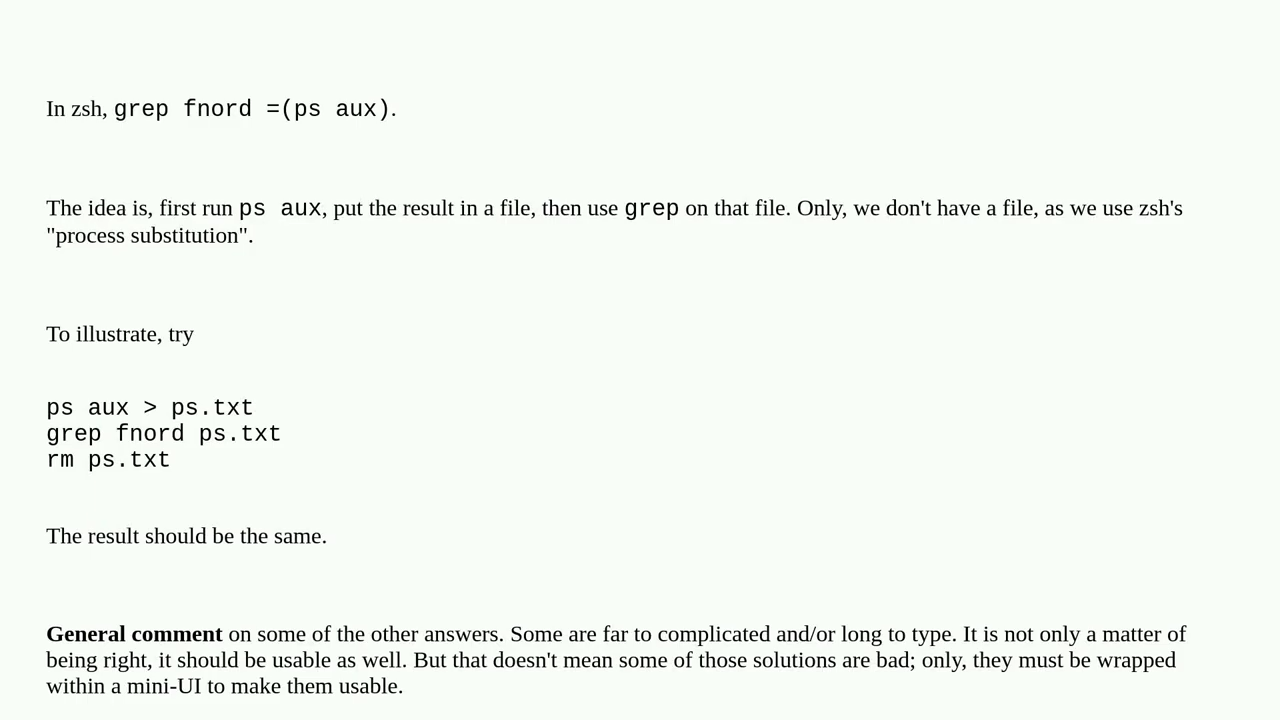 In zsh, grep fnord =(ps aux).
The idea is, first run ps aux, put the result in a file, then use grep on that file. Only, we don't have a file, as we use zsh's
"process substitution".
To illustrate, try
ps aux > ps.txt
grep fnord ps.txt
rm ps.txt
The result should be the same.
General comment on some of the other answers. Some are far to complicated and/or long to type. It is not only a matter of
being right, it should be usable as well. But that doesn't mean some of those solutions are bad; only, they must be wrapped
within a mini-UI to make them usable.